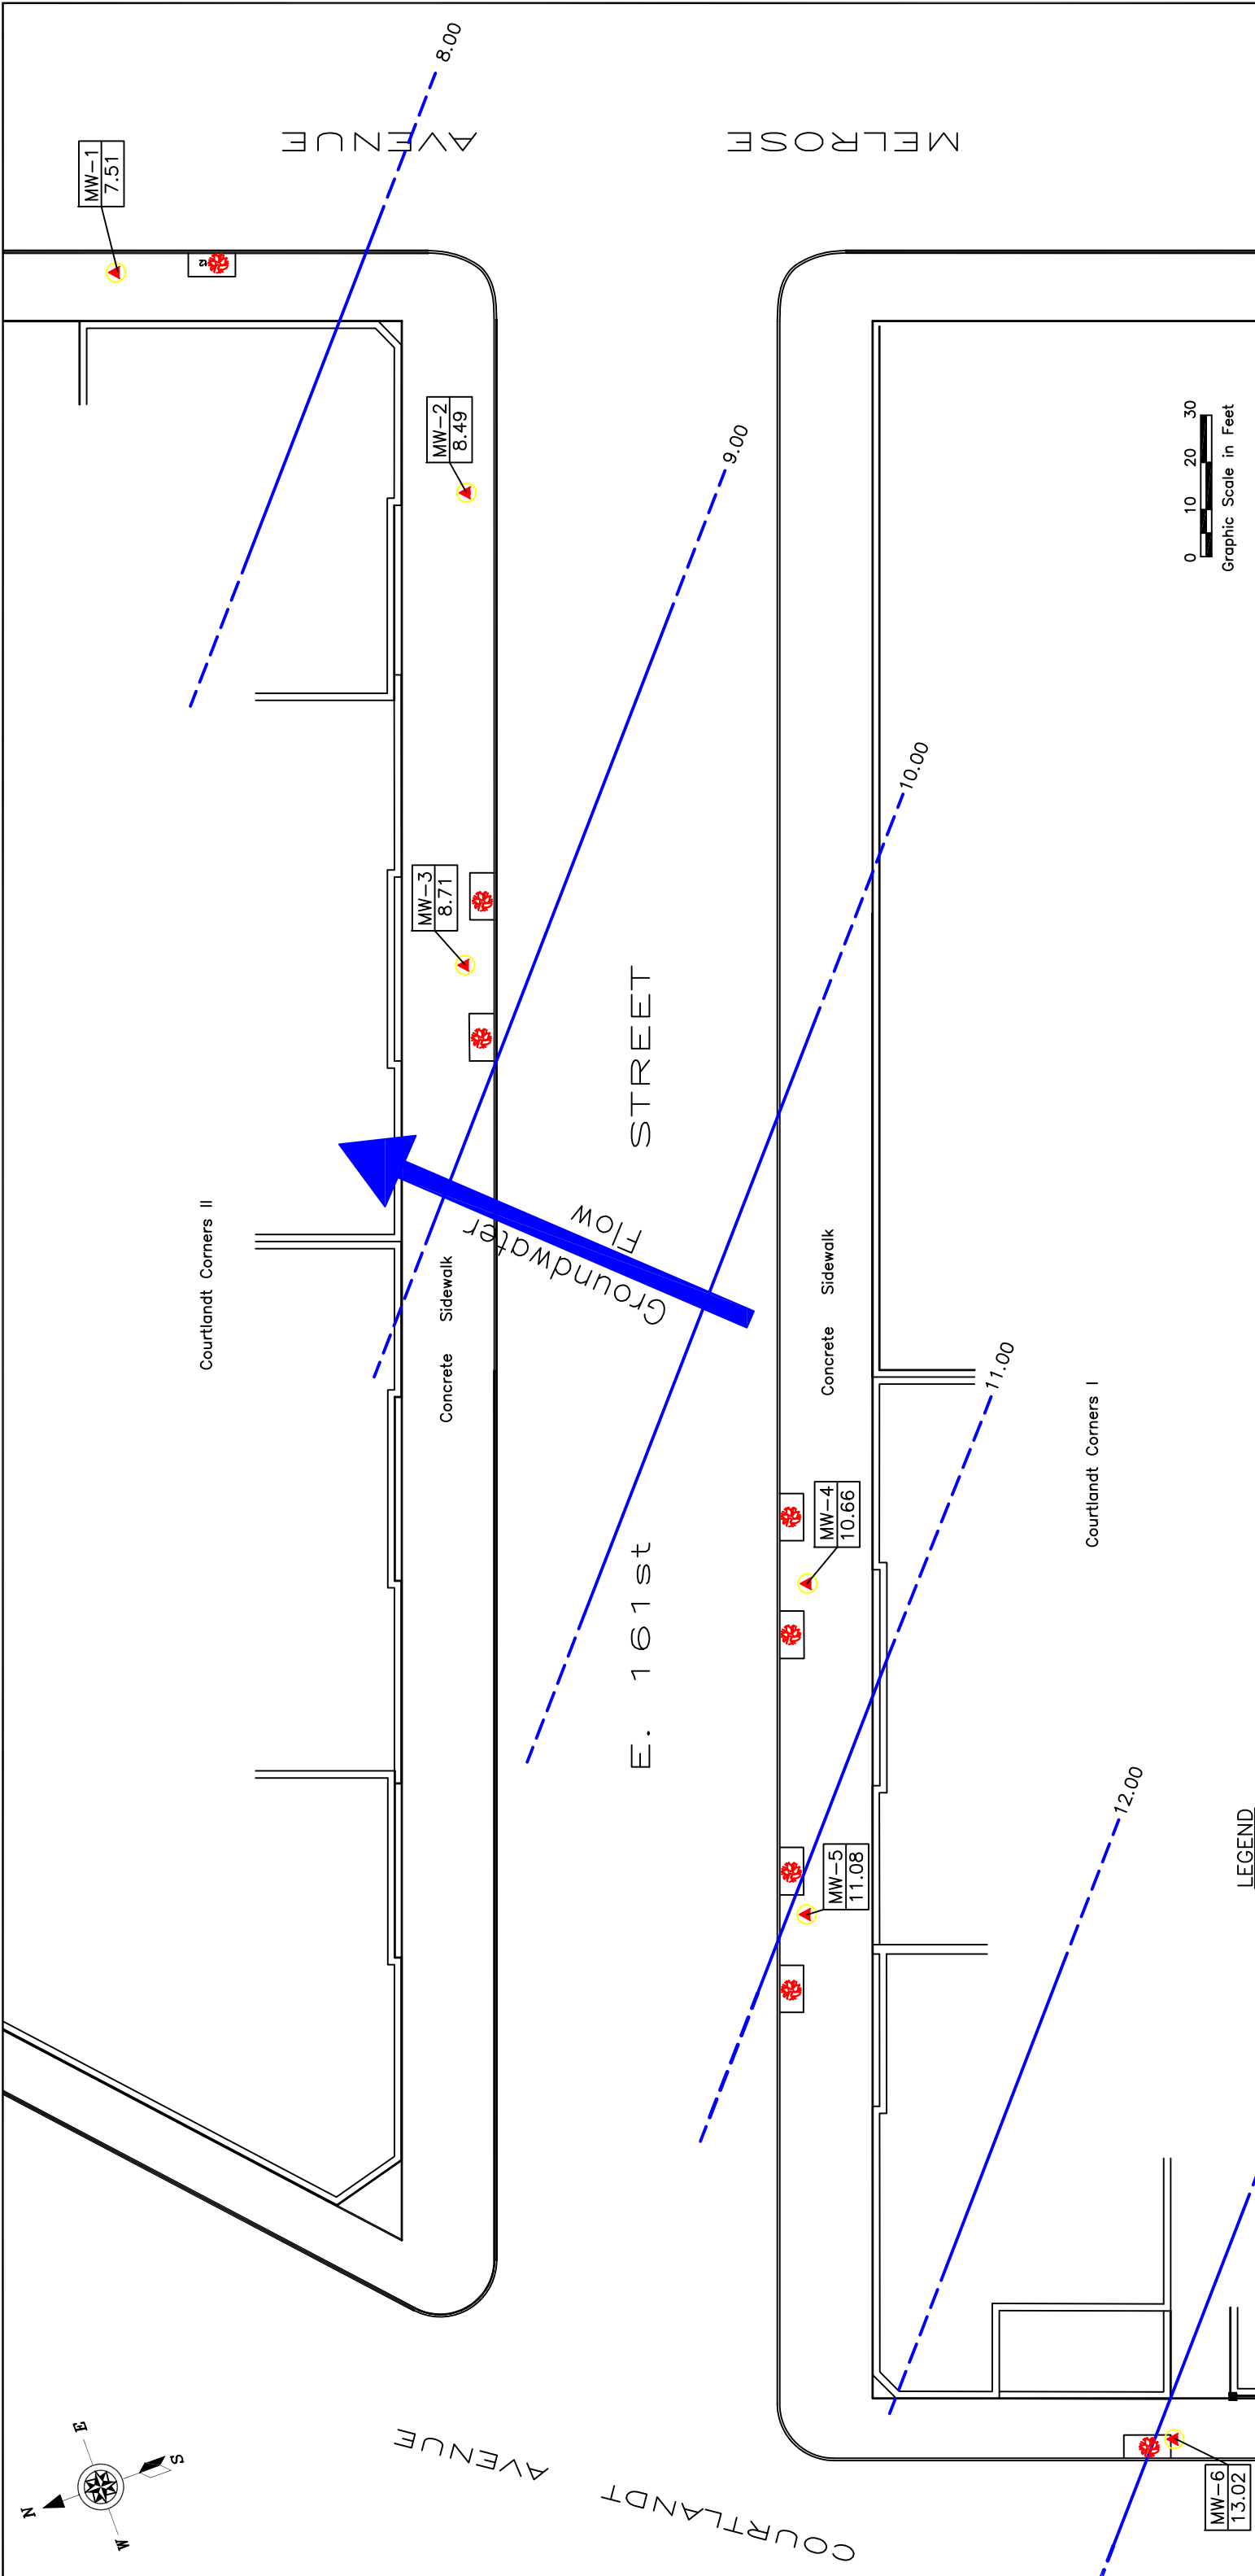 8.00
MELROSE AVENUE
MW-1
7.51
MW-2
8.49
9.00
0 10 20 30
Graphic Scale in Feet
10.00
MW-3
8.71
E. 161st STREET
Groundwater
Flow
Courtlandt Corners II
Concrete Sidewalk
Concrete Sidewalk
11.00
Courtlandt Corners I
MW-4
10.66
12.00
LEGEND
MW-5
11.08
COURTLANDT AVENUE
MW-6
13.02
N
E
S
W